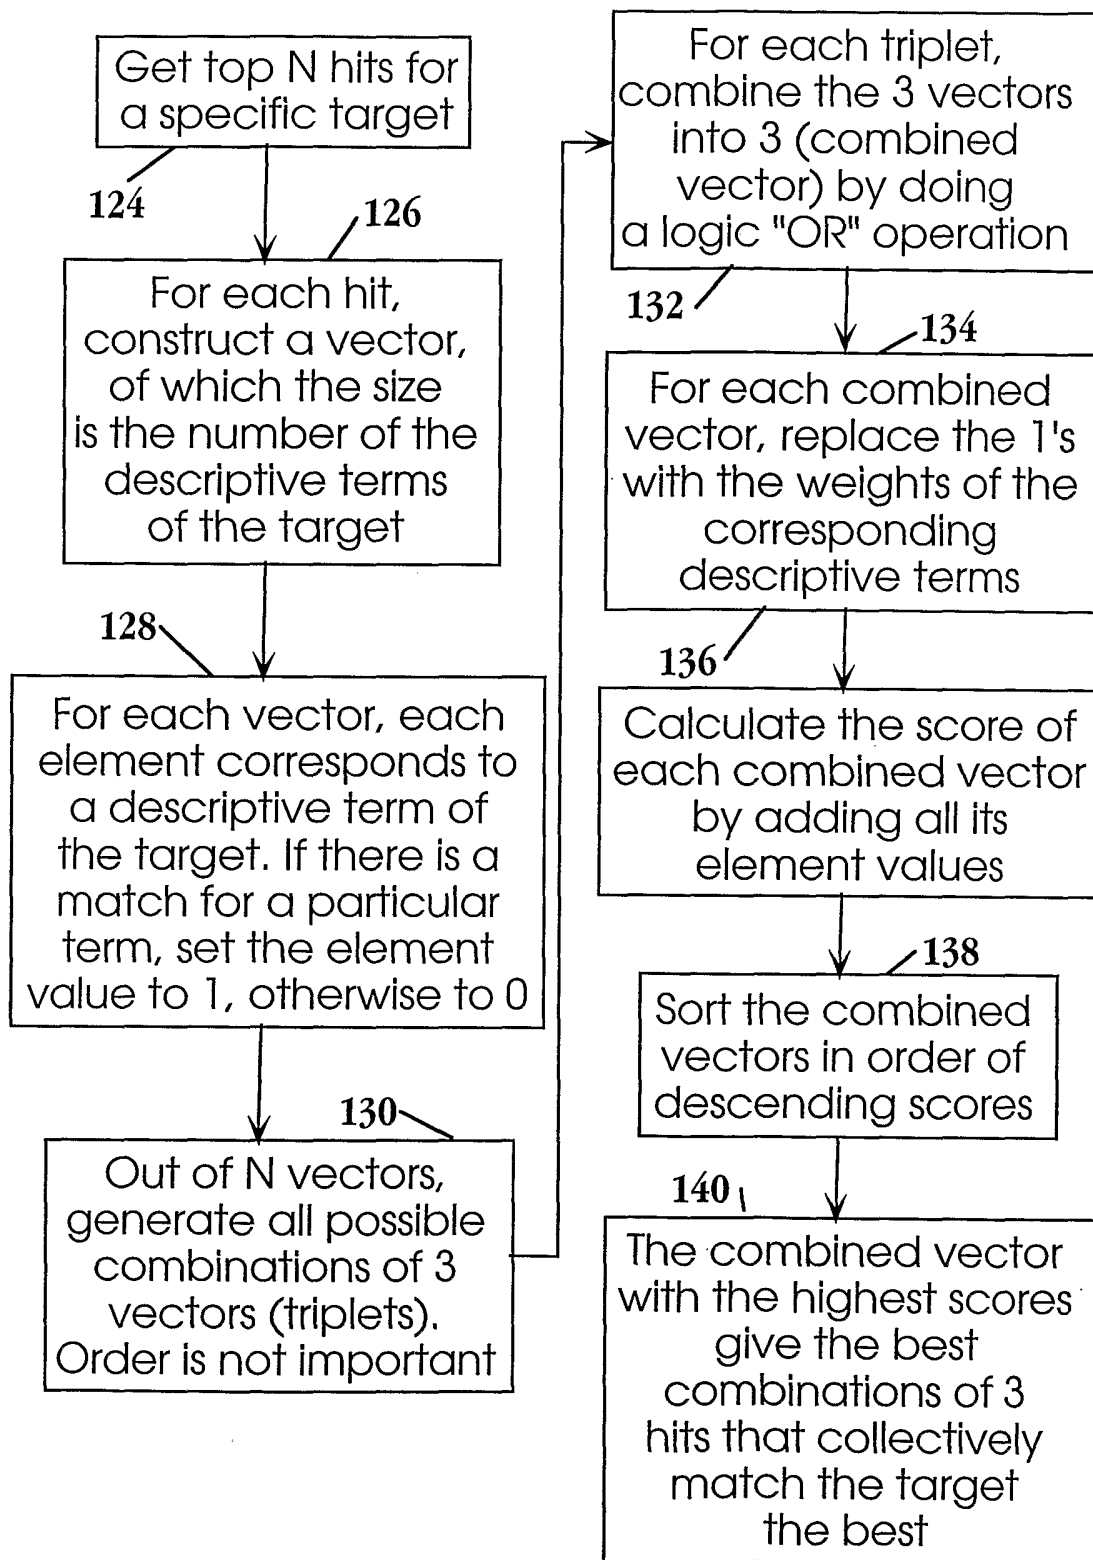 Get top N hits for
a specific target
124
126
For each hit,
construct a vector,
of which the size
is the number of the
descriptive terms
of the target
128
For each vector, each
element corresponds to
a descriptive term of
the target. If there is a
match for a particular
term, set the element
value to 1, otherwise to 0
130
Out of N vectors,
generate all possible
combinations of 3
vectors (triplets).
Order is not important
For each triplet,
combine the 3 vectors
into 3 (combined
vector) by doing
a logic "OR" operation
132
134
For each combined
vector, replace the 1's
with the weights of the
corresponding
descriptive terms
136
Calculate the score of
each combined vector
by adding all its
element values
138
Sort the combined
vectors in order of
descending scores
140
The combined vector
with the highest scores
give the best
combinations of 3
hits that collectively
match the target
the best